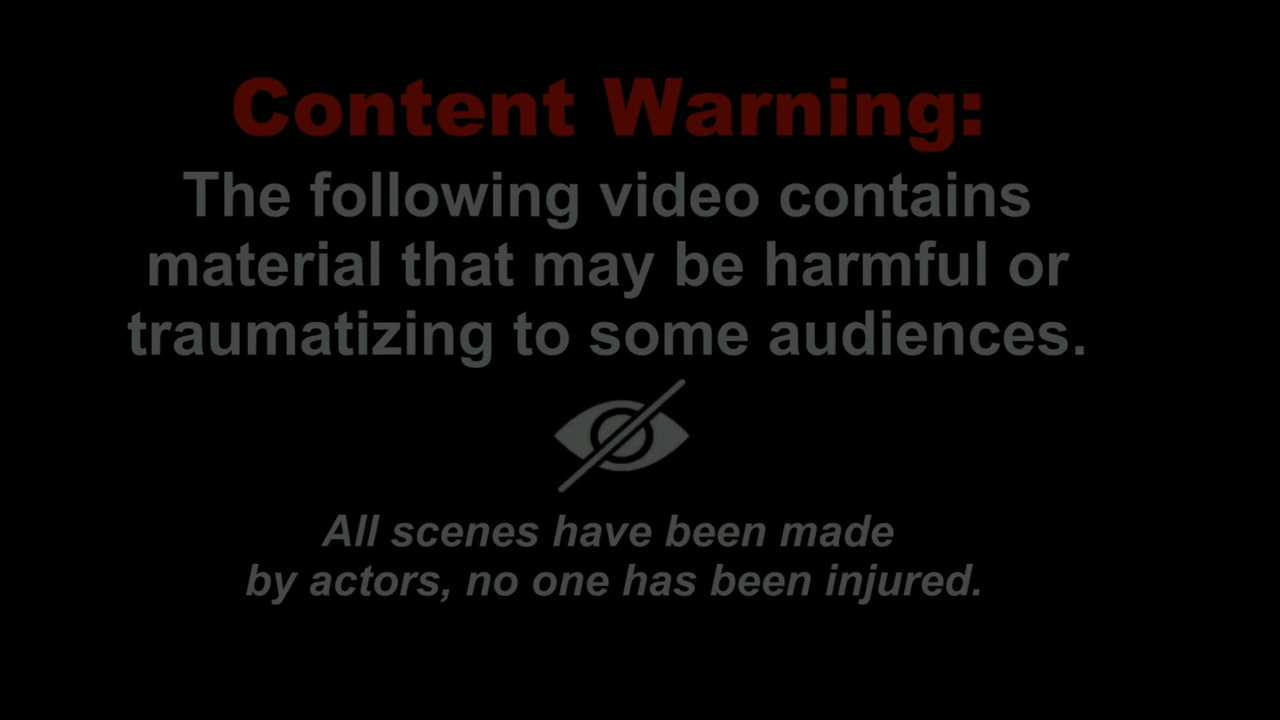 Content Warning:
The following video contains
material that may be harmful or
traumatizing to some audiences.
All scenes have been made
by actors, no one has been injured.